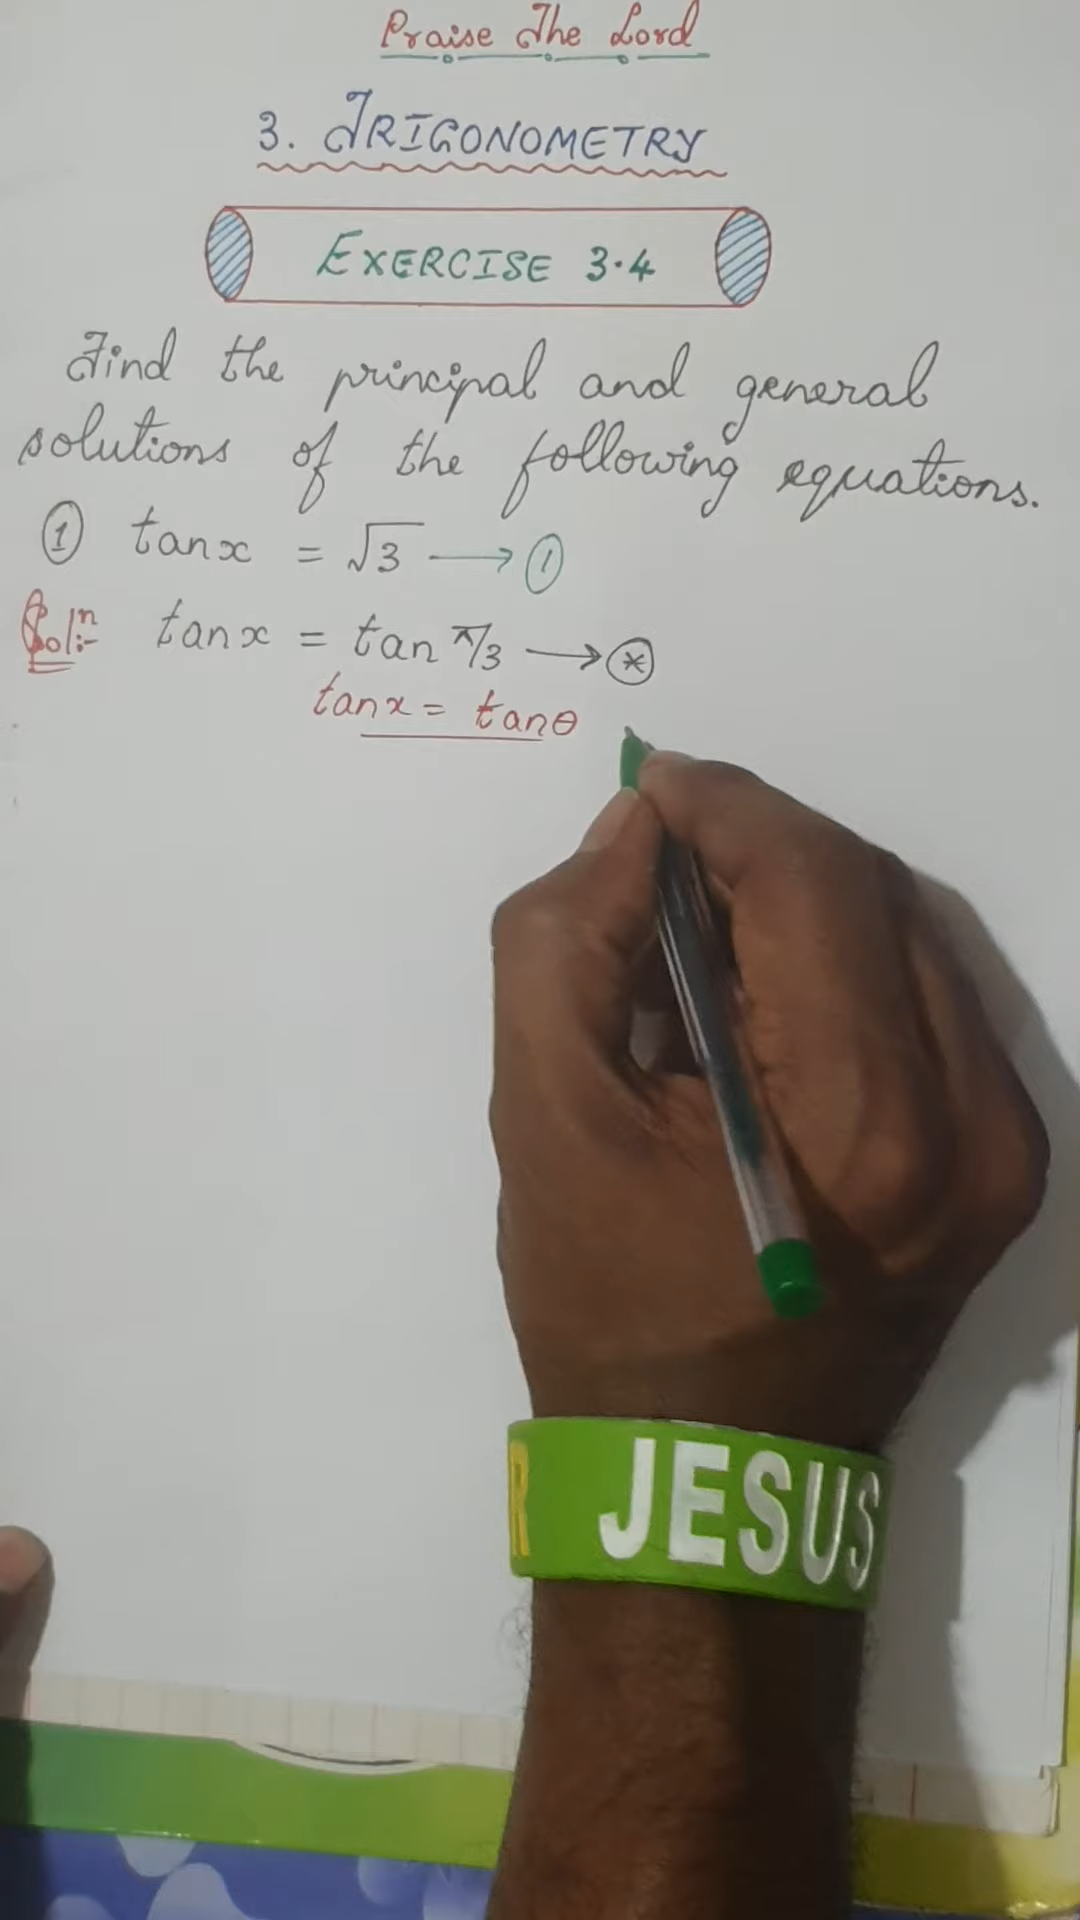 Praise The Lord
3. TRIGONOMETRY
EXERCISE 3.4
Find the principal and general
solutions of the following equations.
① tan x = √3 ⟶ ①
Solⁿ:- tan x = tan π/3 ⟶ ⊛
tan x = tan θ
R JESUS